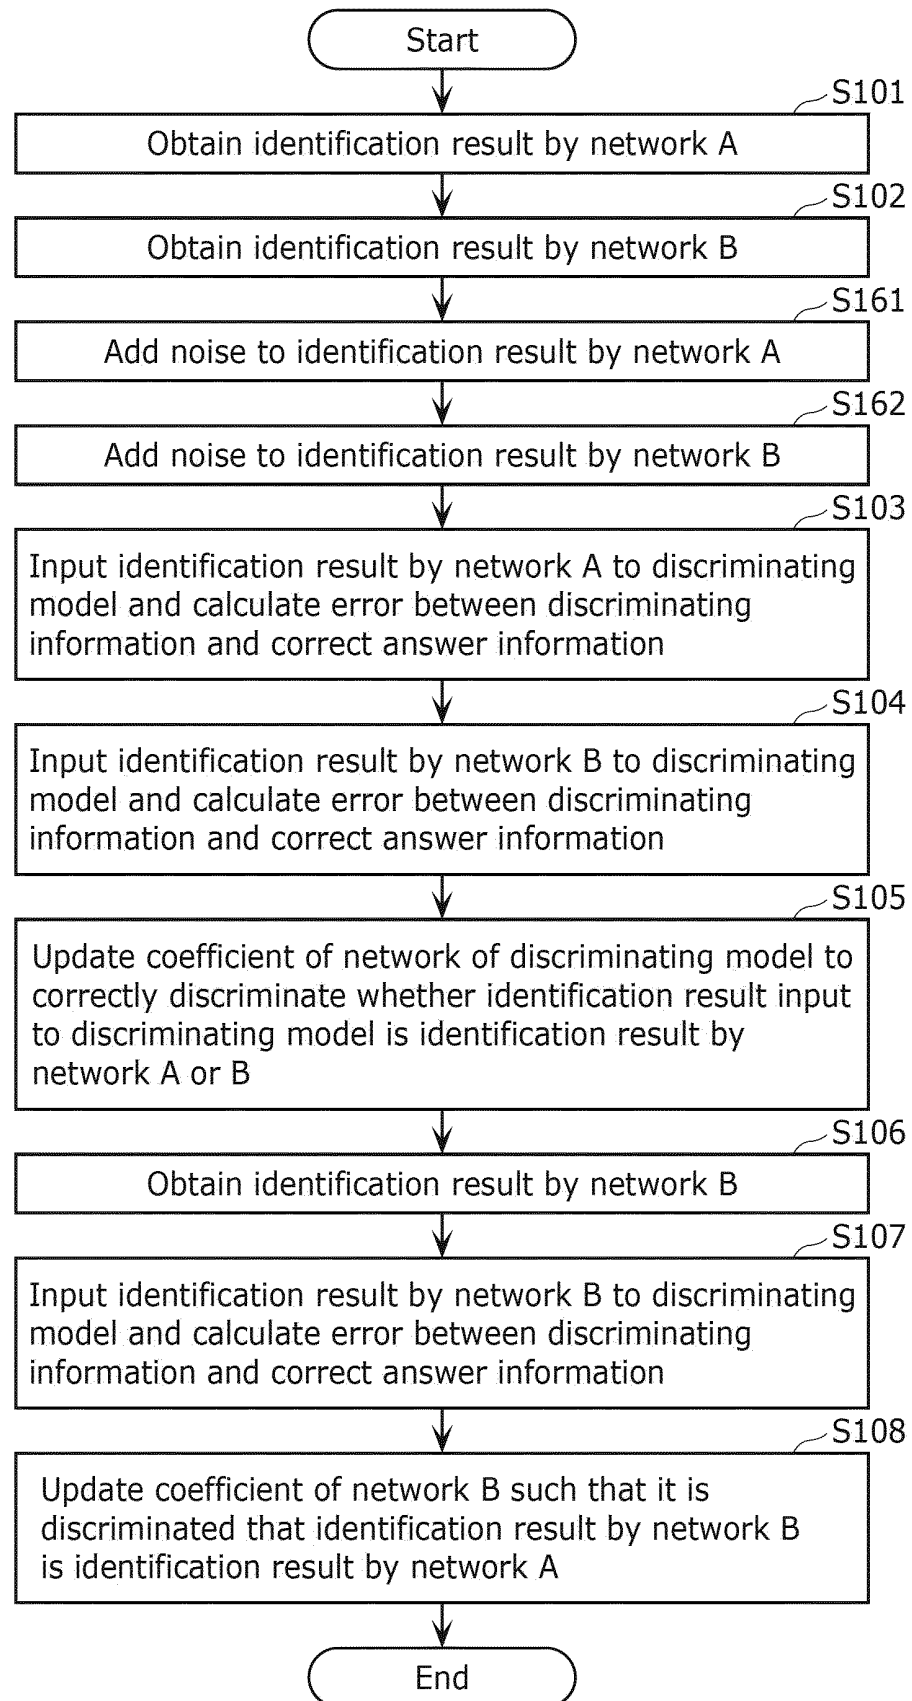 Start
S101
Obtain identification result by network A
S102
Obtain identification result by network B
S161
Add noise to identification result by network A
S162
Add noise to identification result by network B
S103
Input identification result by network A to discriminating
model and calculate error between discriminating
information and correct answer information
S104
Input identification result by network B to discriminating
model and calculate error between discriminating
information and correct answer information
S105
Update coefficient of network of discriminating model to
correctly discriminate whether identification result input
to discriminating model is identification result by
network A or B
S106
Obtain identification result by network B
S107
Input identification result by network B to discriminating
model and calculate error between discriminating
information and correct answer information
S108
Update coefficient of network B such that it is
discriminated that identification result by network B
is identification result by network A
End